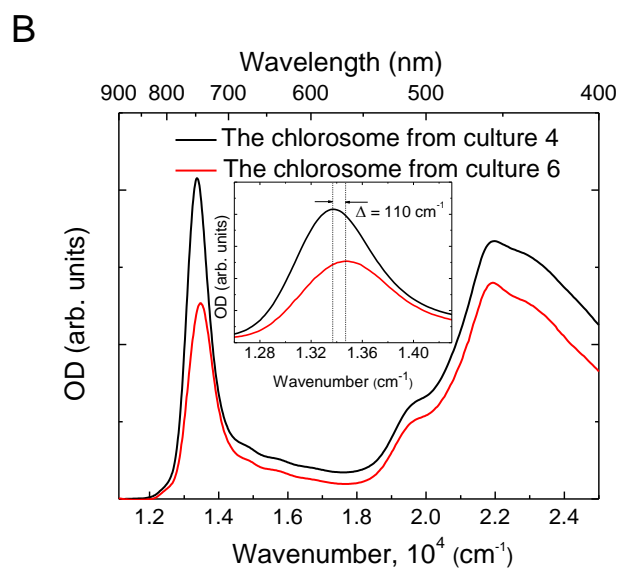 B
Wavelength (nm)
900 800 700 600 500 400
The chlorosome from culture 4
The chlorosome from culture 6
Δ = 110 cm⁻¹
OD (arb. units)
1.28 1.32 1.36 1.40
Wavenumber (cm⁻¹)
OD (arb. units)
1.2 1.4 1.6 1.8 2.0 2.2 2.4
Wavenumber, 10⁴ (cm⁻¹)